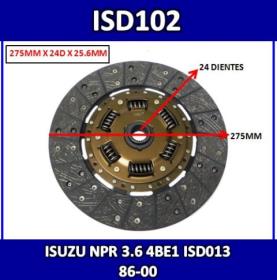 ISD102
275MM X 24D X 25.6MM
24 DIENTES
275MM
ISUZU NPR 3.6 4BE1 ISD013
86-00